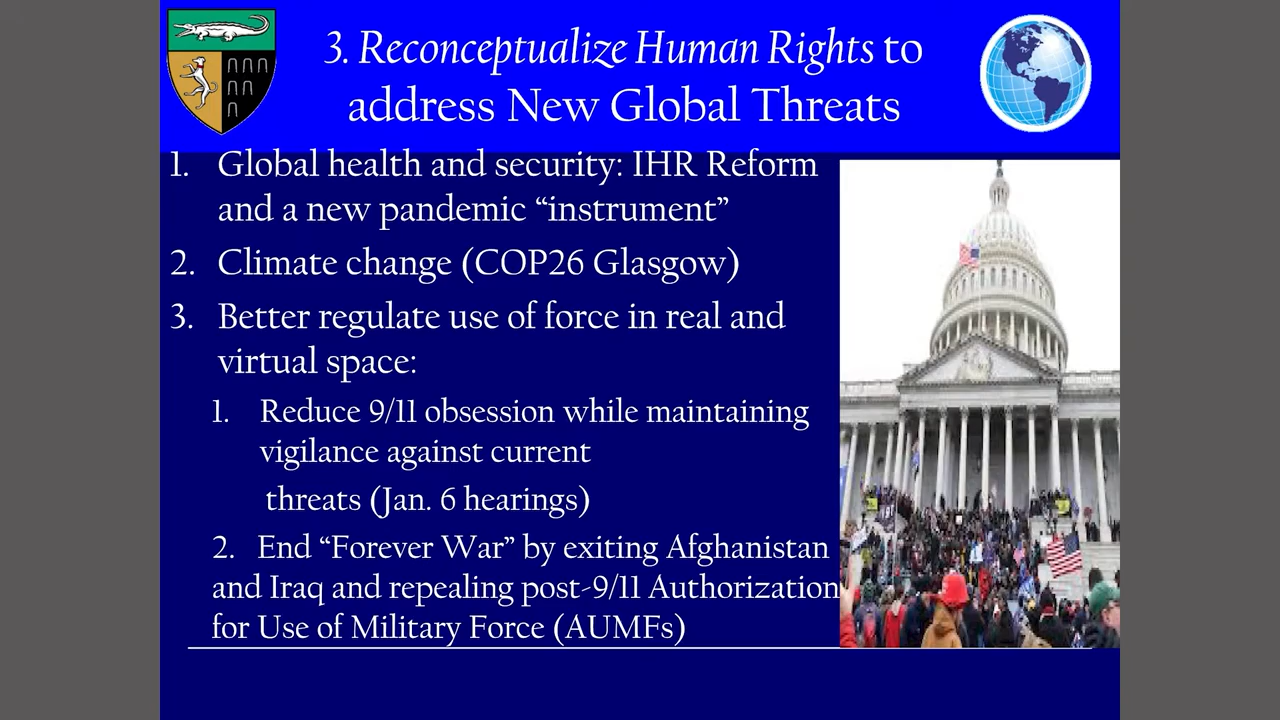 3. Reconceptualize Human Rights to
address New Global Threats
1. Global health and security: IHR Reform
and a new pandemic “instrument”
2. Climate change (COP26 Glasgow)
3. Better regulate use of force in real and
virtual space:
1. Reduce 9/11 obsession while maintaining
vigilance against current
threats (Jan. 6 hearings)
2. End “Forever War” by exiting Afghanistan
and Iraq and repealing post-9/11 Authorization
for Use of Military Force (AUMFs)